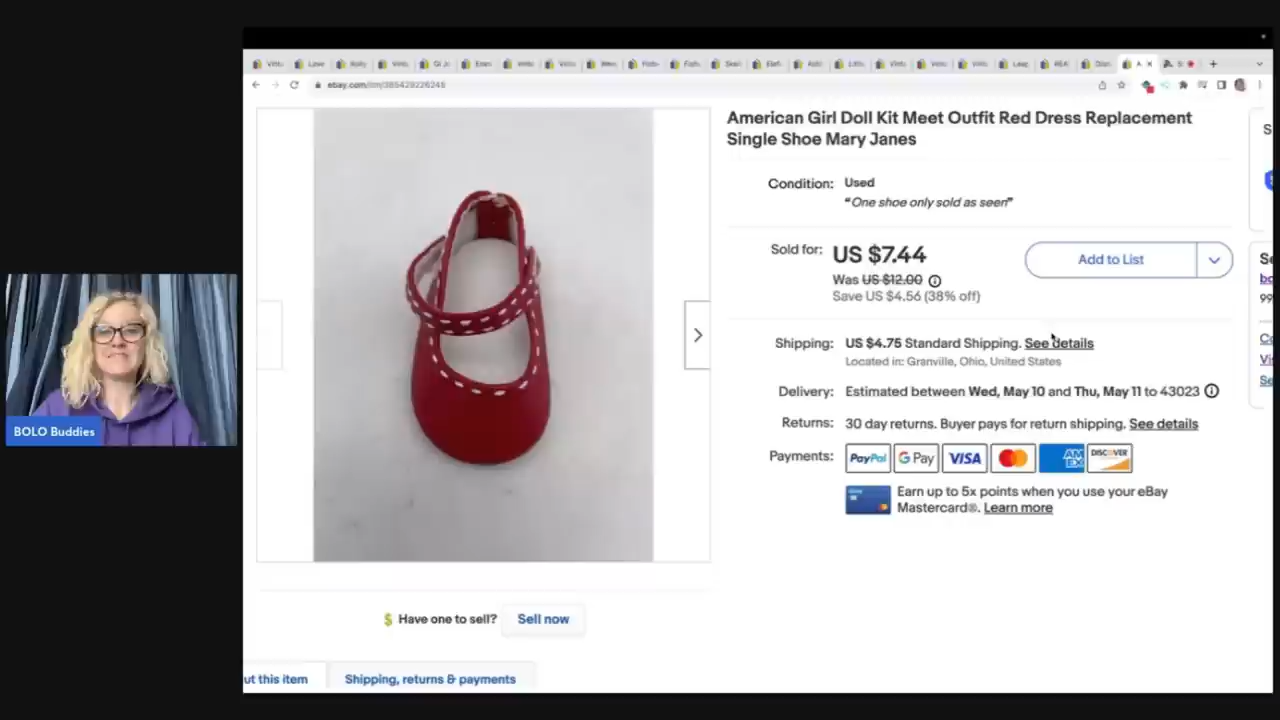 ebay.com/itm/385429226246
American Girl Doll Kit Meet Outfit Red Dress Replacement
Single Shoe Mary Janes
Condition: Used
“One shoe only sold as seen”
Sold for: US $7.44
Was US $12.00
Save US $4.56 (38% off)
Add to List
Shipping: US $4.75 Standard Shipping. See details
Located in: Granville, Ohio, United States
Delivery: Estimated between Wed, May 10 and Thu, May 11 to 43023
Returns: 30 day returns. Buyer pays for return shipping. See details
Payments: PayPal G Pay VISA AM EX DISCOVER
Earn up to 5x points when you use your eBay
Mastercard®. Learn more
$ Have one to sell? Sell now
ut this item Shipping, returns & payments
BOLO Buddies